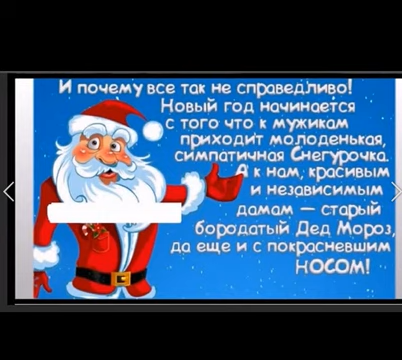 И почему все так не справедливо!
Новый год начинается
с того что к мужикам
приходит молоденькая,
симпатичная Снегурочка.
А к нам, красивым
и независимым
дамам — старый
бородатый Дед Мороз,
да еще и с покрасневшим
НОСОМ!